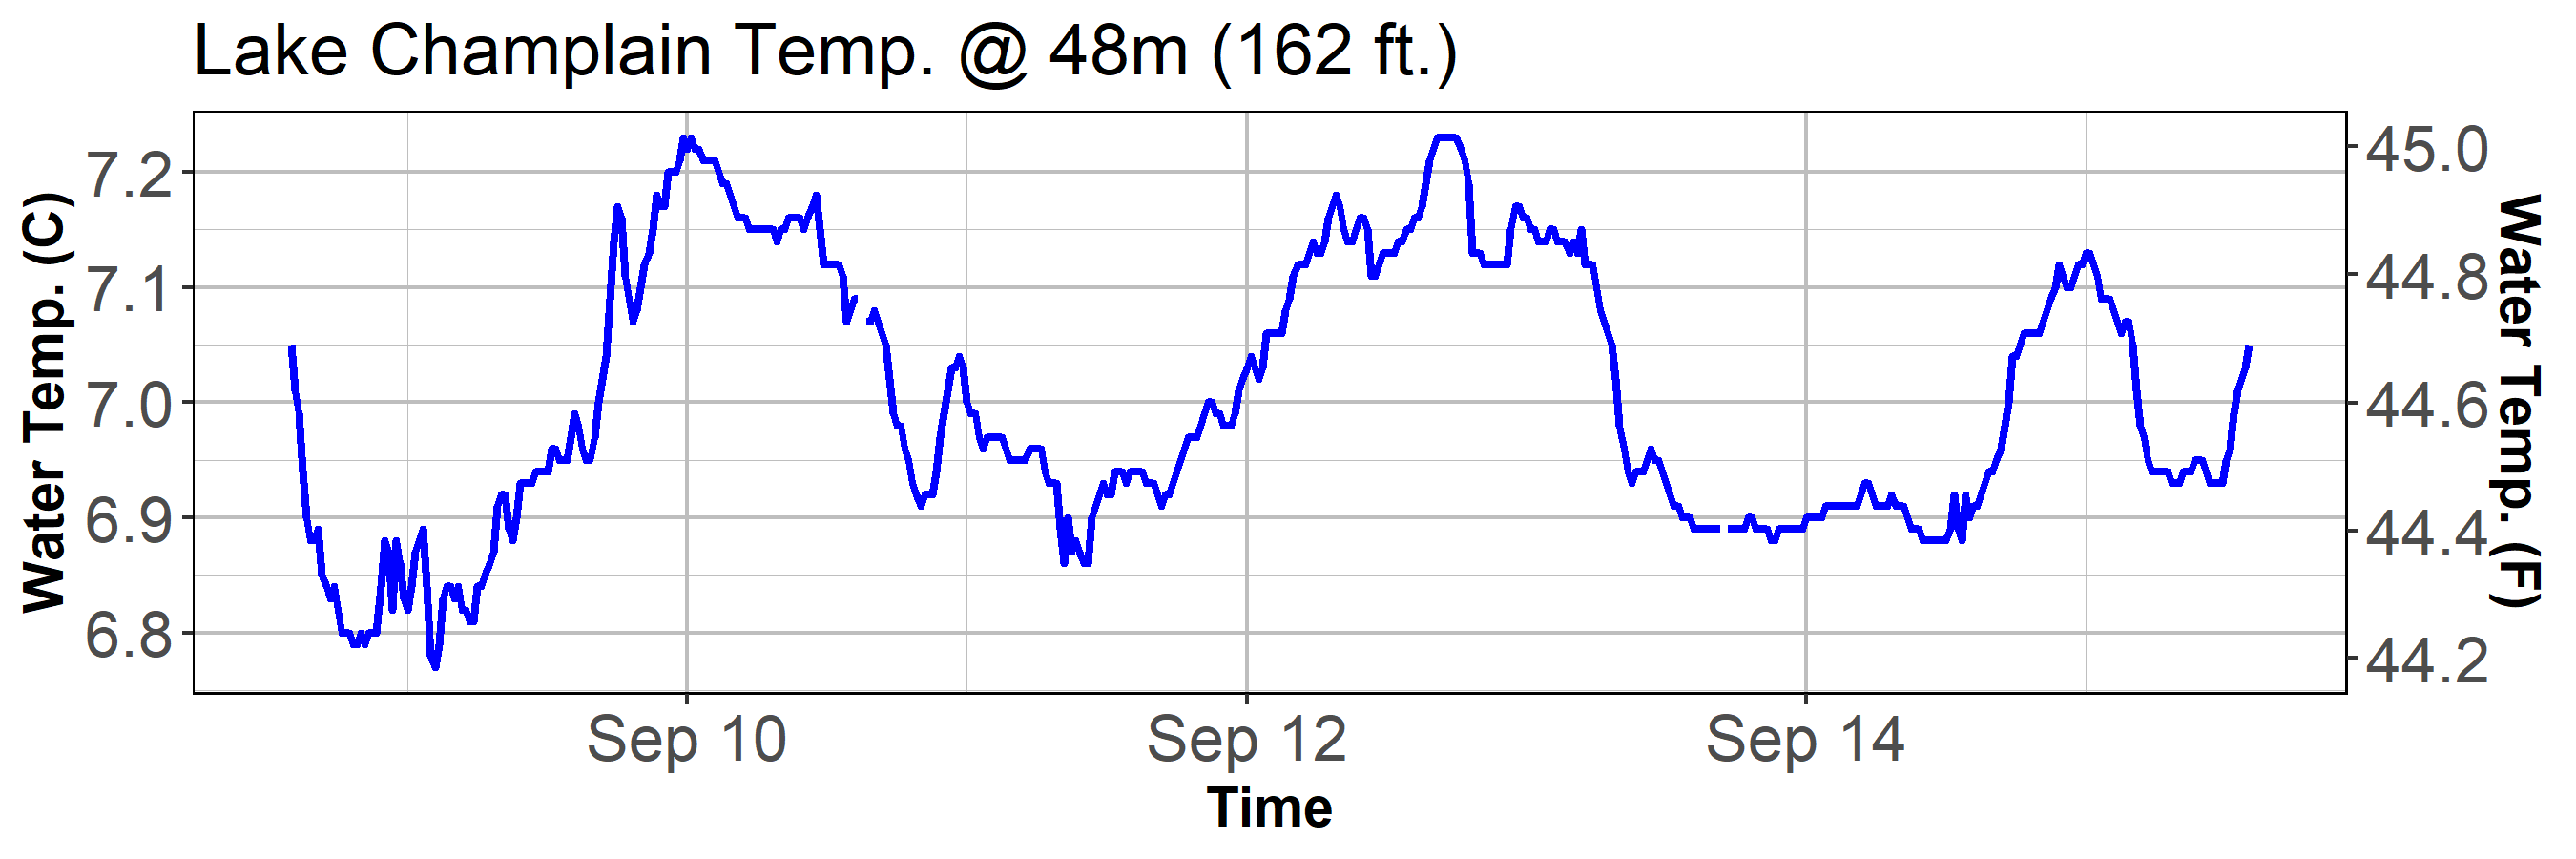 Lake Champlain Temp. @ 48m (162 ft.)
Water Temp. (C)
7.2
7.1
7.0
6.9
6.8
45.0
44.8
44.6
44.4
44.2
Water Temp. (F)
Sep 10 Sep 12 Sep 14
Time